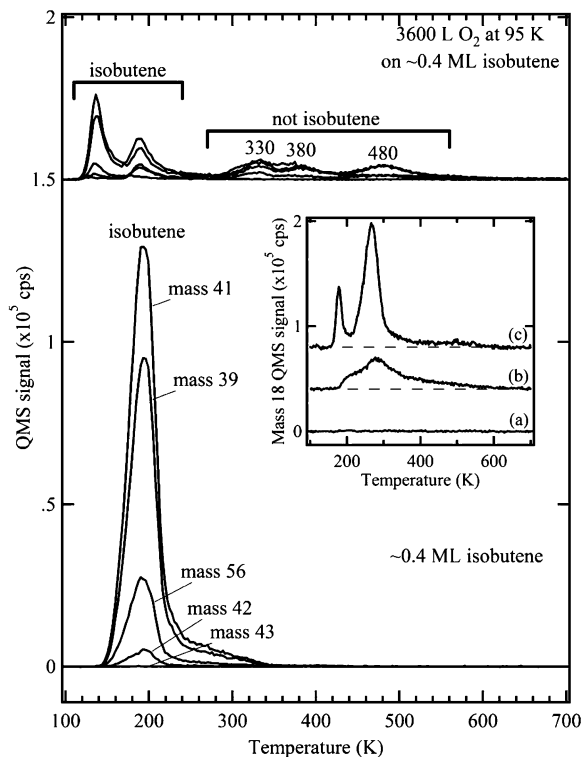 3600 L O2 at 95 K
on ~0.4 ML isobutene
isobutene
not isobutene
330 380 480
2
1.5
1
.5
0
QMS signal (x10^5 cps)
isobutene
mass 41
mass 39
mass 56
mass 42
mass 43
~0.4 ML isobutene
Mass 18 QMS signal (x10^5 cps)
2
1
0
(c)
(b)
(a)
200 400 600
Temperature (K)
100 200 300 400 500 600 700
Temperature (K)